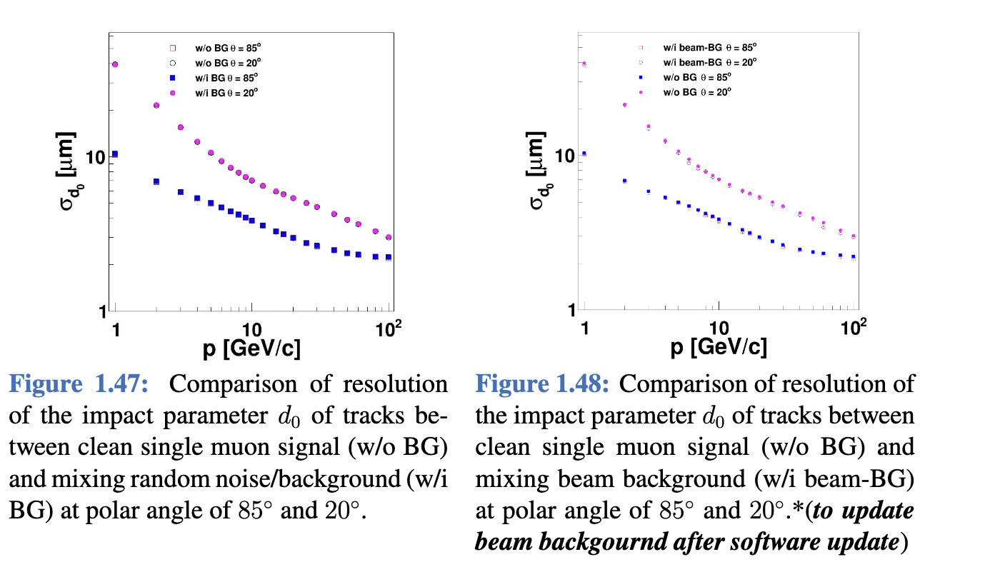 w/o BG θ = 85°
w/o BG θ = 20°
w/i BG θ = 85°
w/i BG θ = 20°
σd₀ [μm]
10
1
1
10
10²
p [GeV/c]
Figure 1.47: Comparison of resolution
of the impact parameter d₀ of tracks be-
tween clean single muon signal (w/o BG)
and mixing random noise/background (w/i
BG) at polar angle of 85° and 20°.
w/i beam-BG θ = 85°
w/i beam-BG θ = 20°
w/o BG θ = 85°
w/o BG θ = 20°
σd₀ [μm]
10
1
1
10
10²
p [GeV/c]
Figure 1.48: Comparison of resolution of
the impact parameter d₀ of tracks between
clean single muon signal (w/o BG) and
mixing beam background (w/i beam-BG)
at polar angle of 85° and 20°.*(to update
beam backgournd after software update)